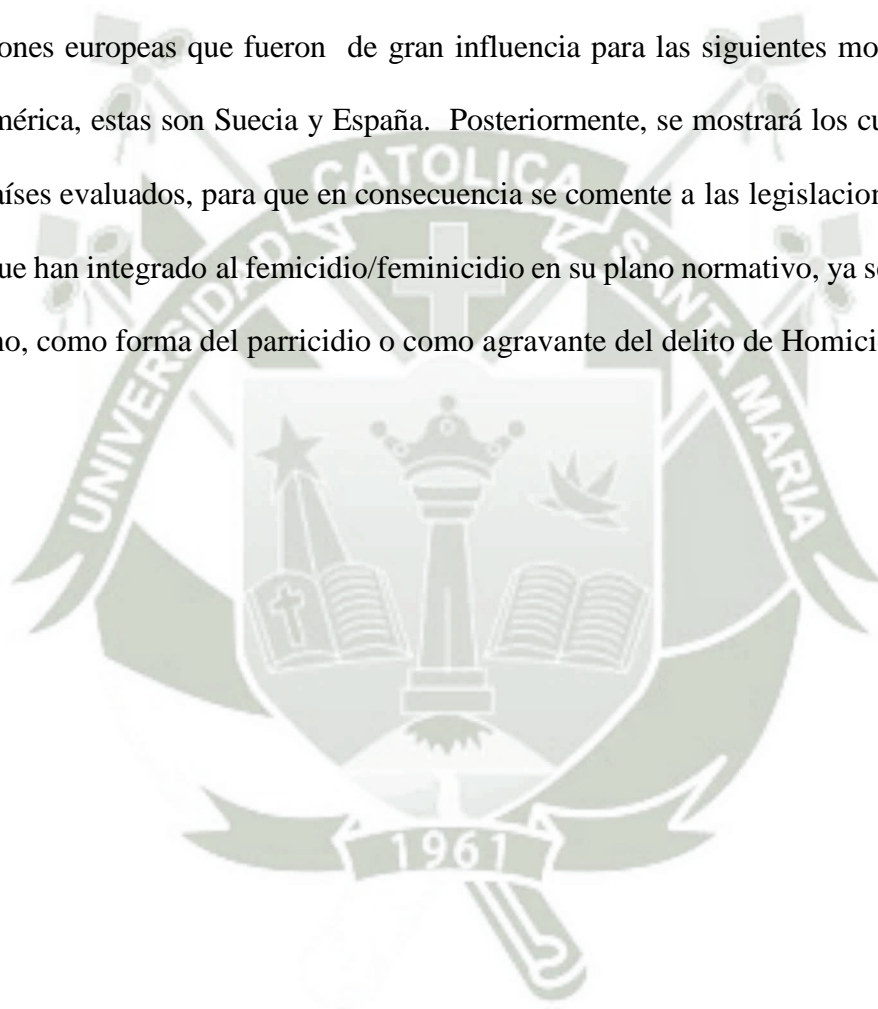 ones europeas que fueron de gran influencia para las siguientes mo
mérica, estas son Suecia y España. Posteriormente, se mostrará los cu
aíses evaluados, para que en consecuencia se comente a las legislacion
ue han integrado al femicidio/feminicidio en su plano normativo, ya s
no, como forma del parricidio o como agravante del delito de Homici
UNIVERSIDAD CATOLICA SANTA MARIA
1961